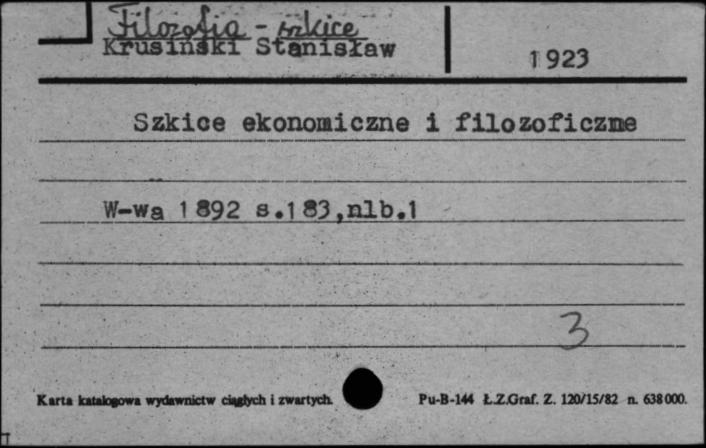 Filozofia - szkice
Krusiński Stanisław
1923
Szkice ekonomiczne i filozoficzne
W-wa 1892 s.183,nlb.1
3
Karta katalogowa wydawnictw ciągłych i zwartych. Pu-B-144 Ł.Z.Graf. Z. 120/15/82 n. 638000.